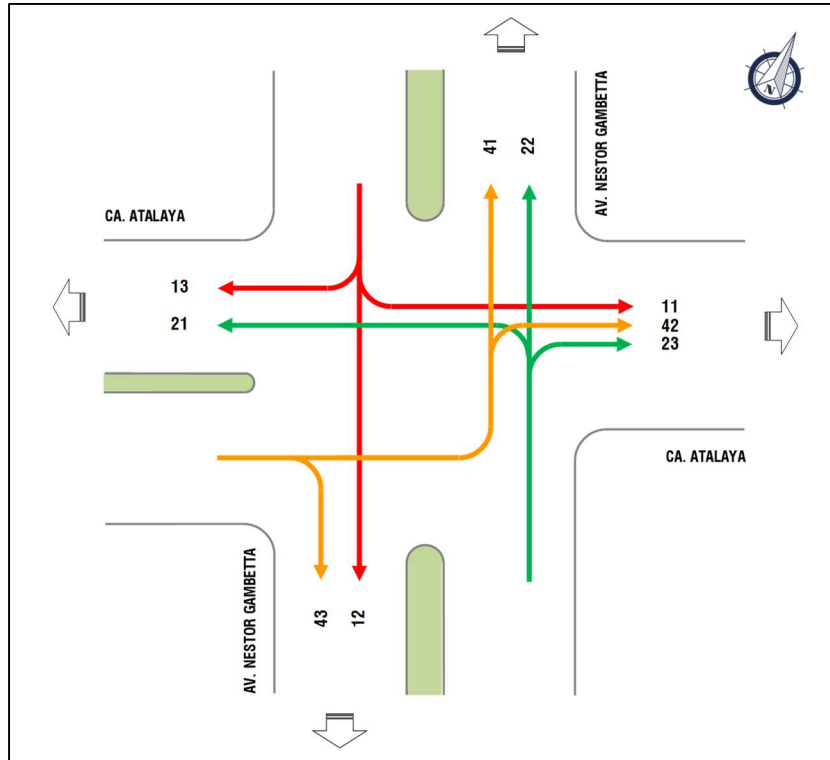 41
22
AV. NESTOR GAMBETTA
N
CA. ATALAYA
13
21
11
42
23
CA. ATALAYA
AV. NESTOR GAMBETTA
43
12